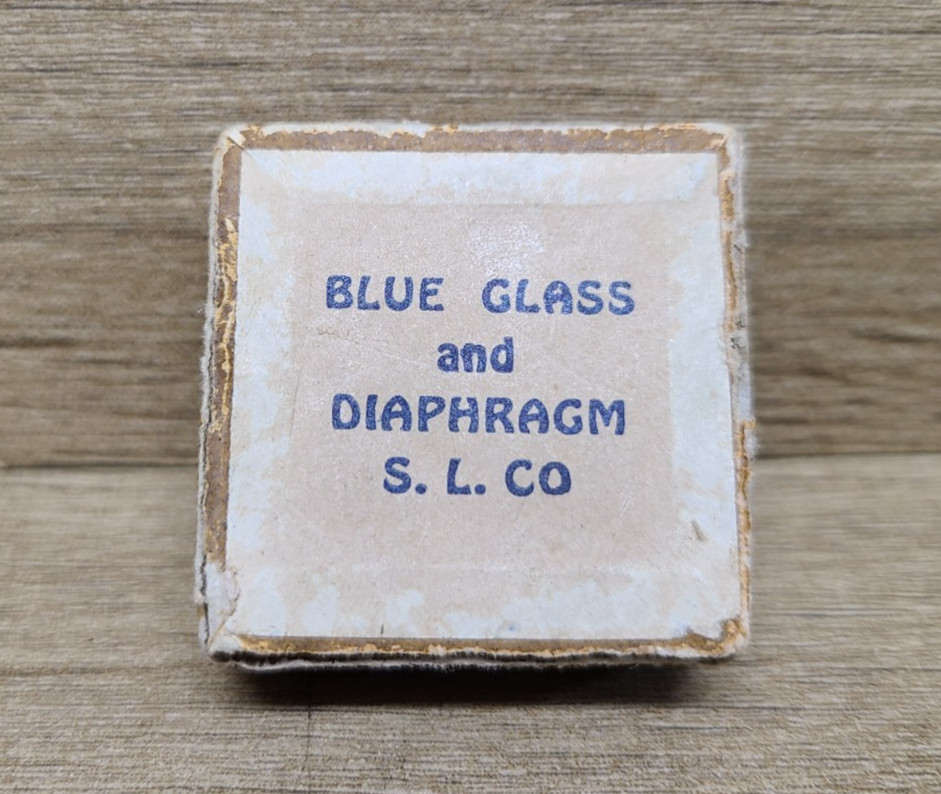 BLUE GLASS
and
DIAPHRAGM
S. L. CO